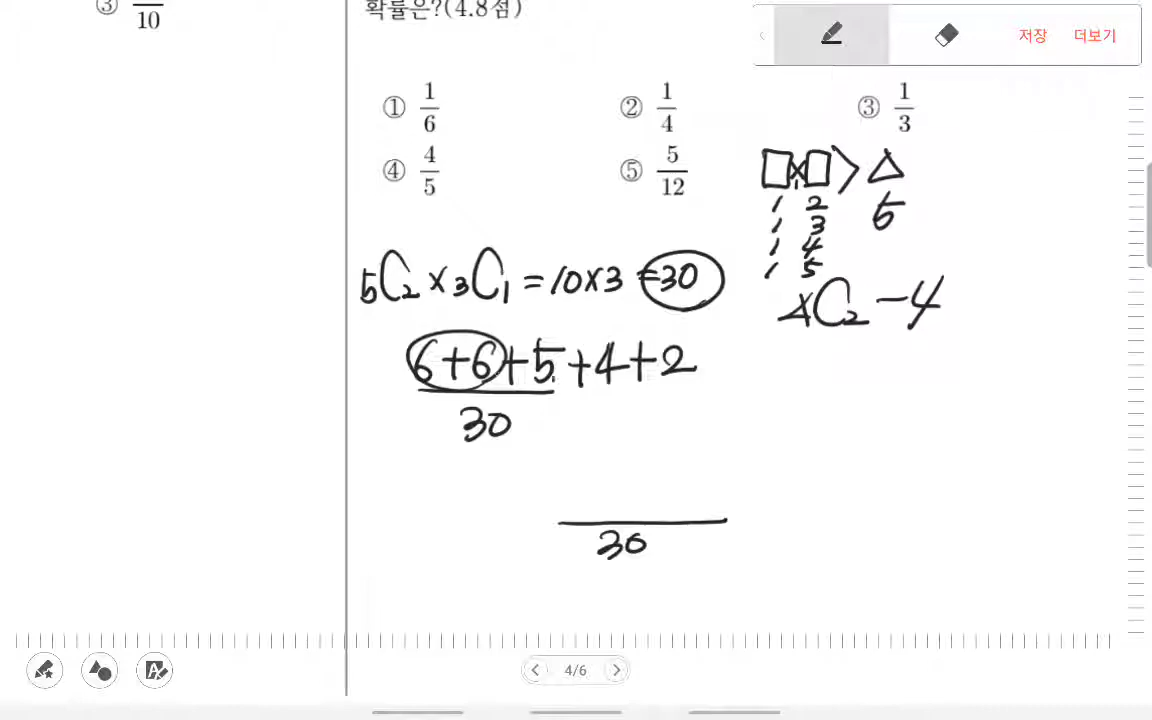 ③ 10
확률은?(4.8점)
저장 더보기
① 1/6 ② 1/4 ③ 1/3
④ 4/5 ⑤ 5/12
□×□>△
1 2 5
1 3
1 4
1 5
₅C₂×₃C₁=10×3=30
₄C₂-4
6+6+5+4+2
30
30
4/6